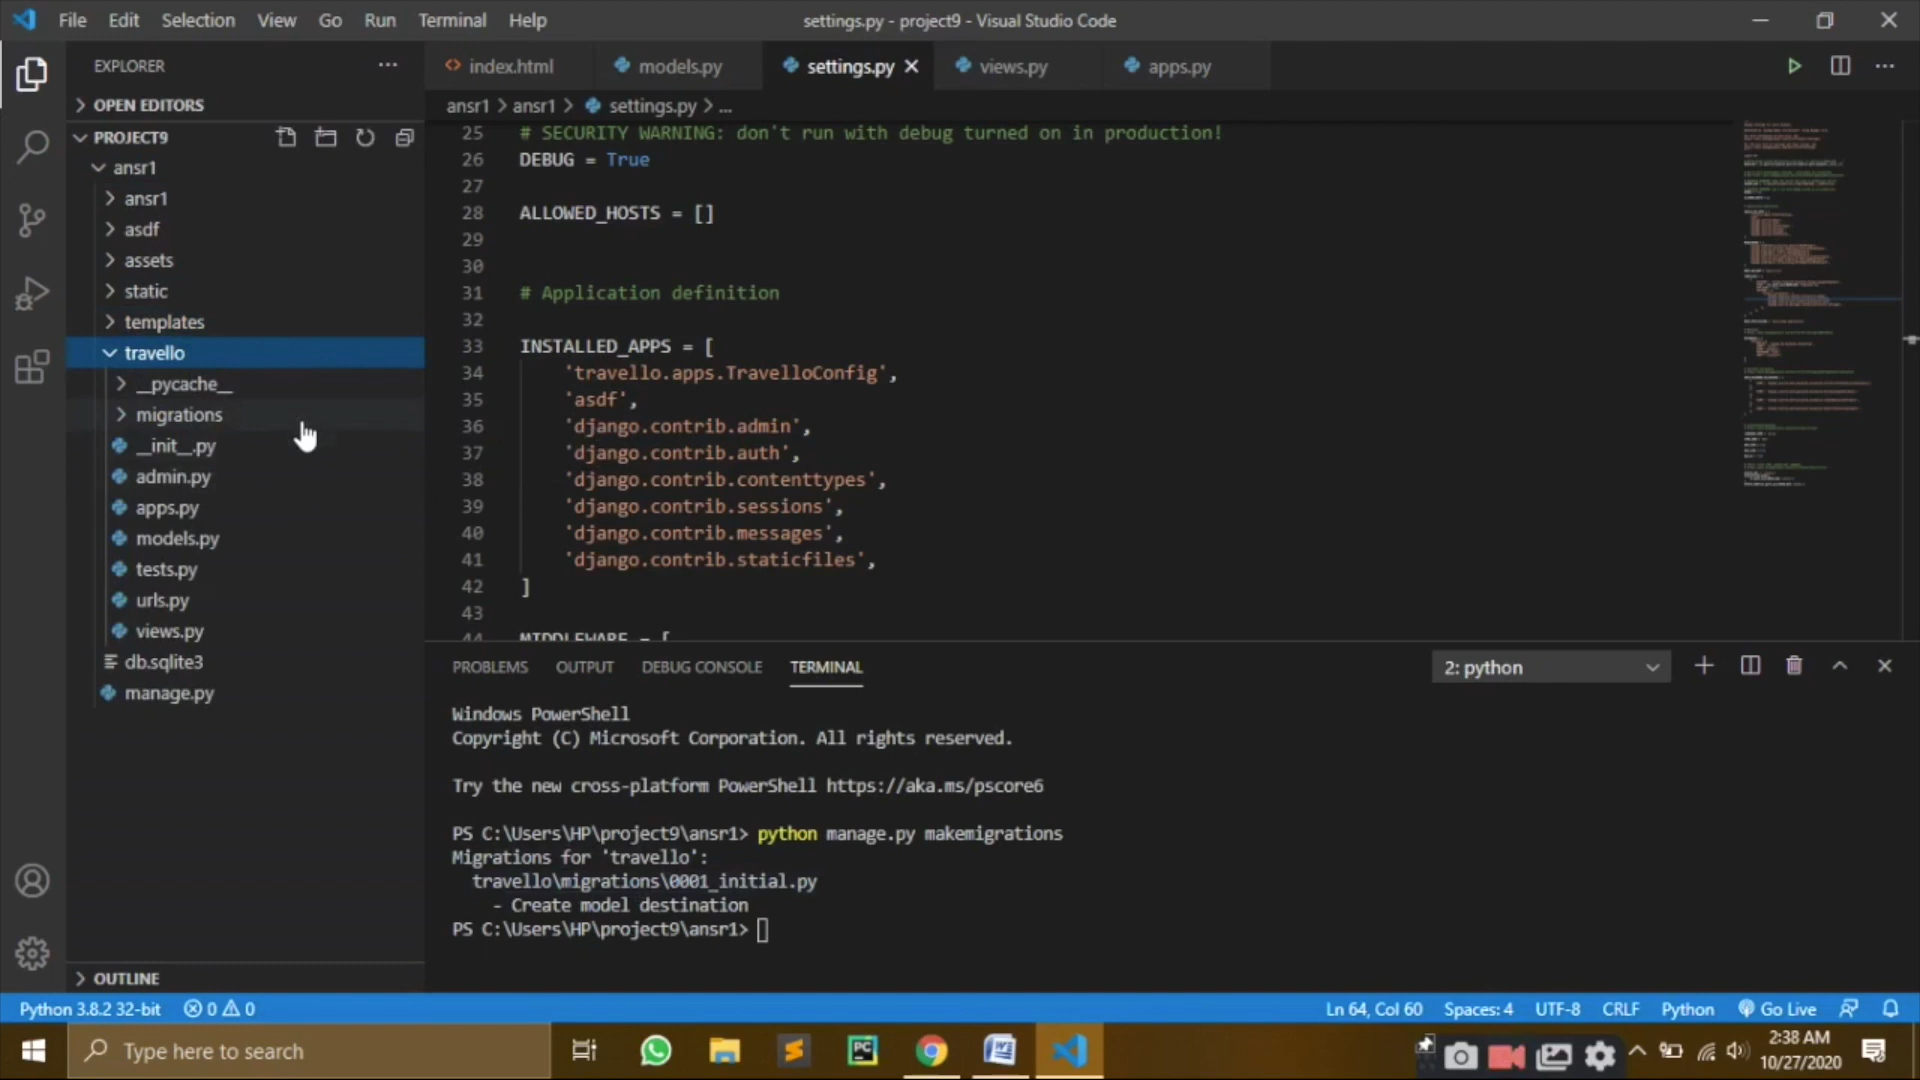 File Edit Selection View Go Run Terminal Help
settings.py - project9 - Visual Studio Code
EXPLORER
OPEN EDITORS
PROJECT9
ansr1
ansr1
asdf
assets
static
templates
travello
__pycache__
migrations
__init__.py
admin.py
apps.py
models.py
tests.py
urls.py
views.py
db.sqlite3
manage.py
OUTLINE
index.html models.py settings.py views.py apps.py
ansr1 > ansr1 > settings.py > ...
25 # SECURITY WARNING: don't run with debug turned on in production!
26 DEBUG = True
27
28 ALLOWED_HOSTS = []
29
30
31 # Application definition
32
33 INSTALLED_APPS = [
34 'travello.apps.TravelloConfig',
35 'asdf',
36 'django.contrib.admin',
37 'django.contrib.auth',
38 'django.contrib.contenttypes',
39 'django.contrib.sessions',
40 'django.contrib.messages',
41 'django.contrib.staticfiles',
42 ]
43
44 MIDDLEWARE = [
PROBLEMS OUTPUT DEBUG CONSOLE TERMINAL
2: python
Windows PowerShell
Copyright (C) Microsoft Corporation. All rights reserved.
Try the new cross-platform PowerShell https://aka.ms/pscore6
PS C:\Users\HP\project9\ansr1> python manage.py makemigrations
Migrations for 'travello':
travello\migrations\0001_initial.py
- Create model destination
PS C:\Users\HP\project9\ansr1>
Python 3.8.2 32-bit 0 0 Ln 64, Col 60 Spaces: 4 UTF-8 CRLF Python Go Live
Type here to search
PC
2:38 AM
10/27/2020